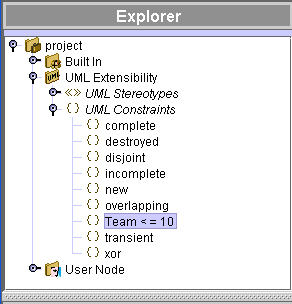 Explorer
project
Built In
UML Extensibility
<<>> UML Stereotypes
{} UML Constraints
{} complete
{} destroyed
{} disjoint
{} incomplete
{} new
{} overlapping
{} Team <= 10
{} transient
{} xor
User Node